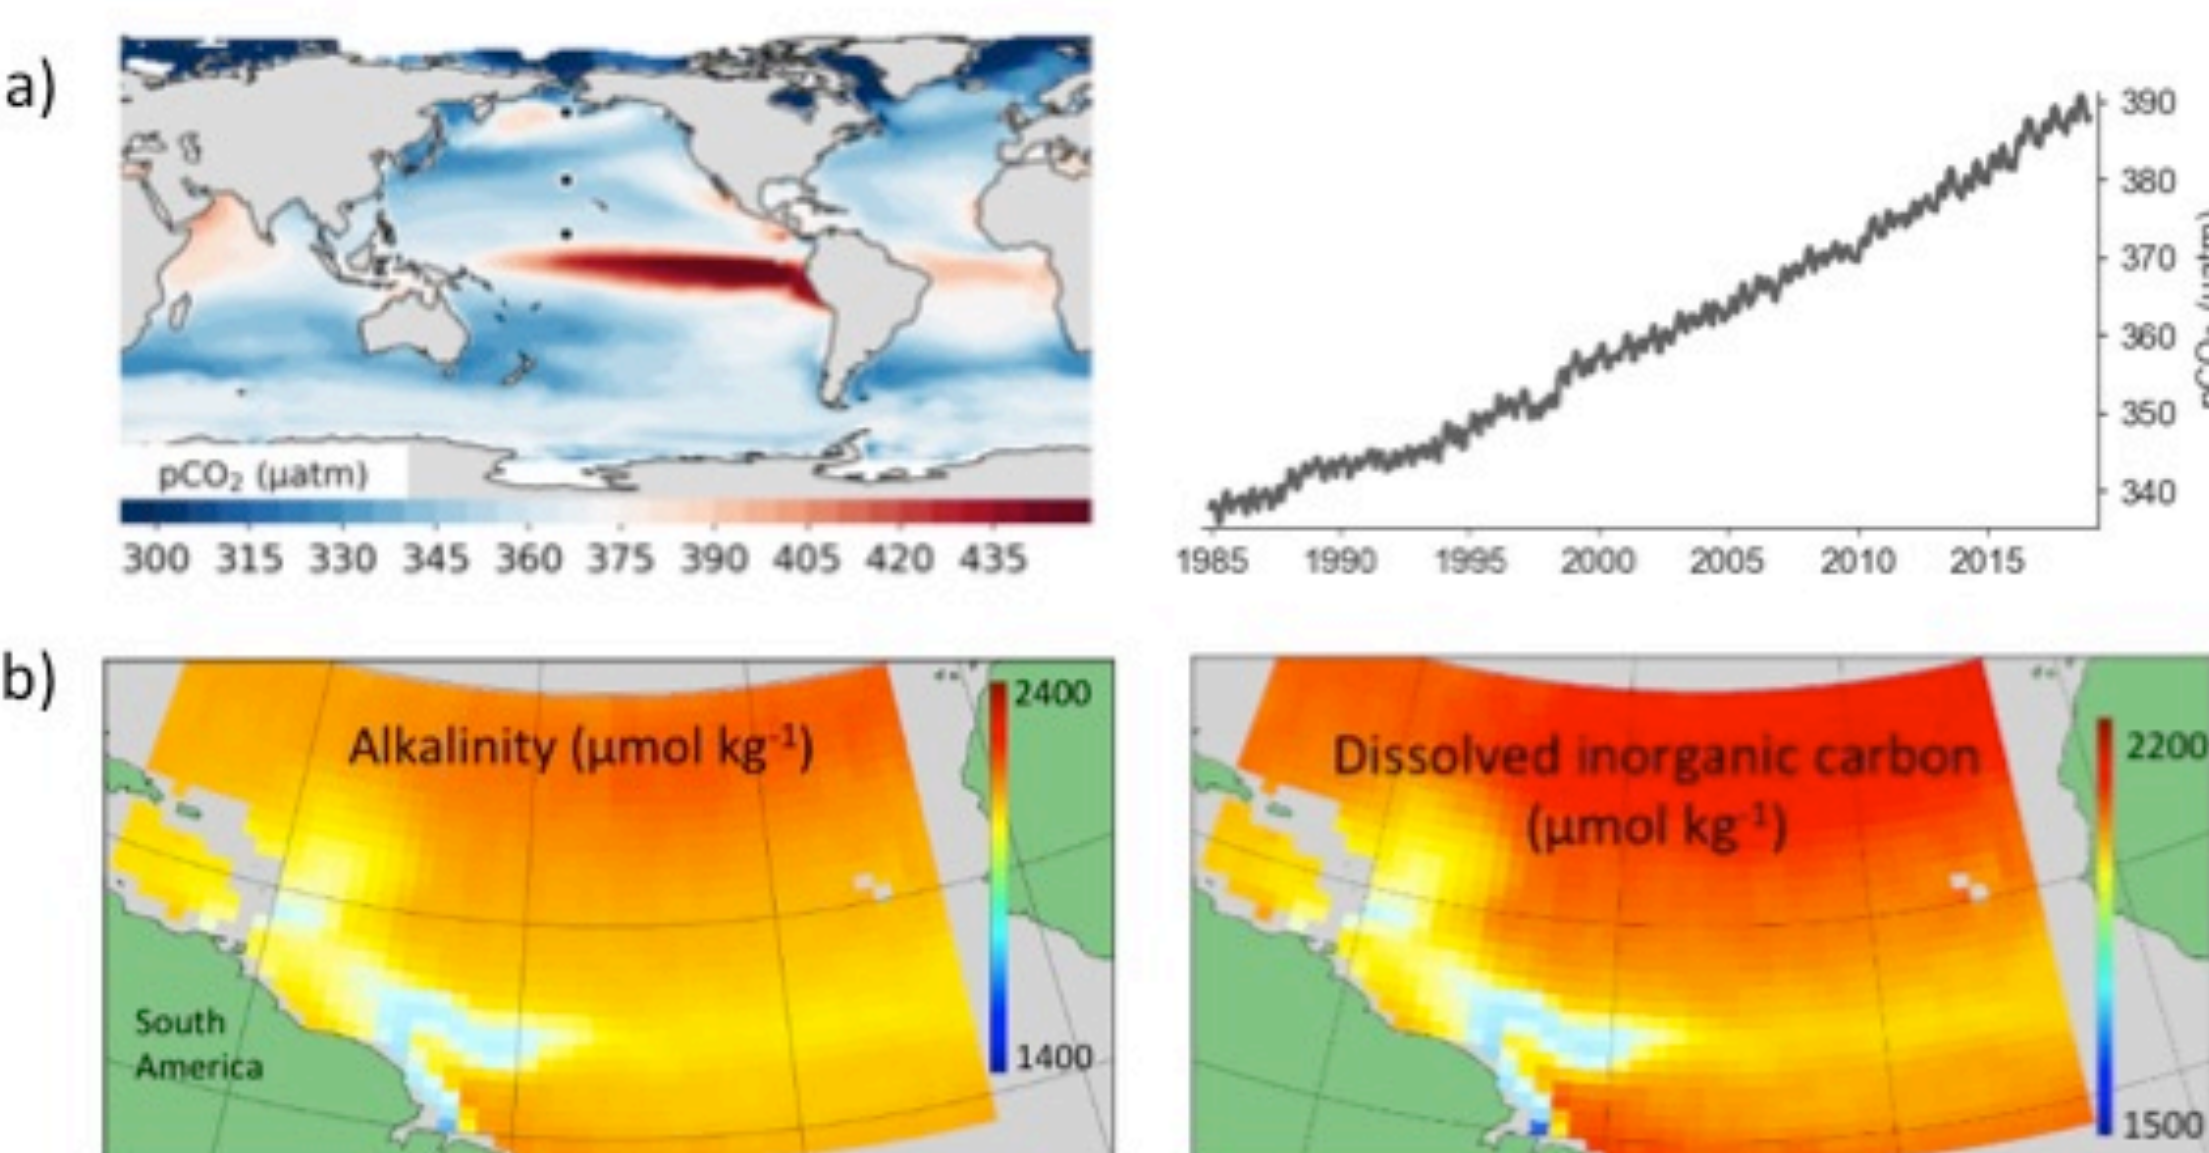 a)
pCO₂ (µatm)
300 315 330 345 360 375 390 405 420 435
390
380
370
360
350
340
pCO₂ (µatm)
1985 1990 1995 2000 2005 2010 2015
b)
Alkalinity (µmol kg⁻¹)
2400
1400
South
America
Dissolved inorganic carbon
(µmol kg⁻¹)
2200
1500